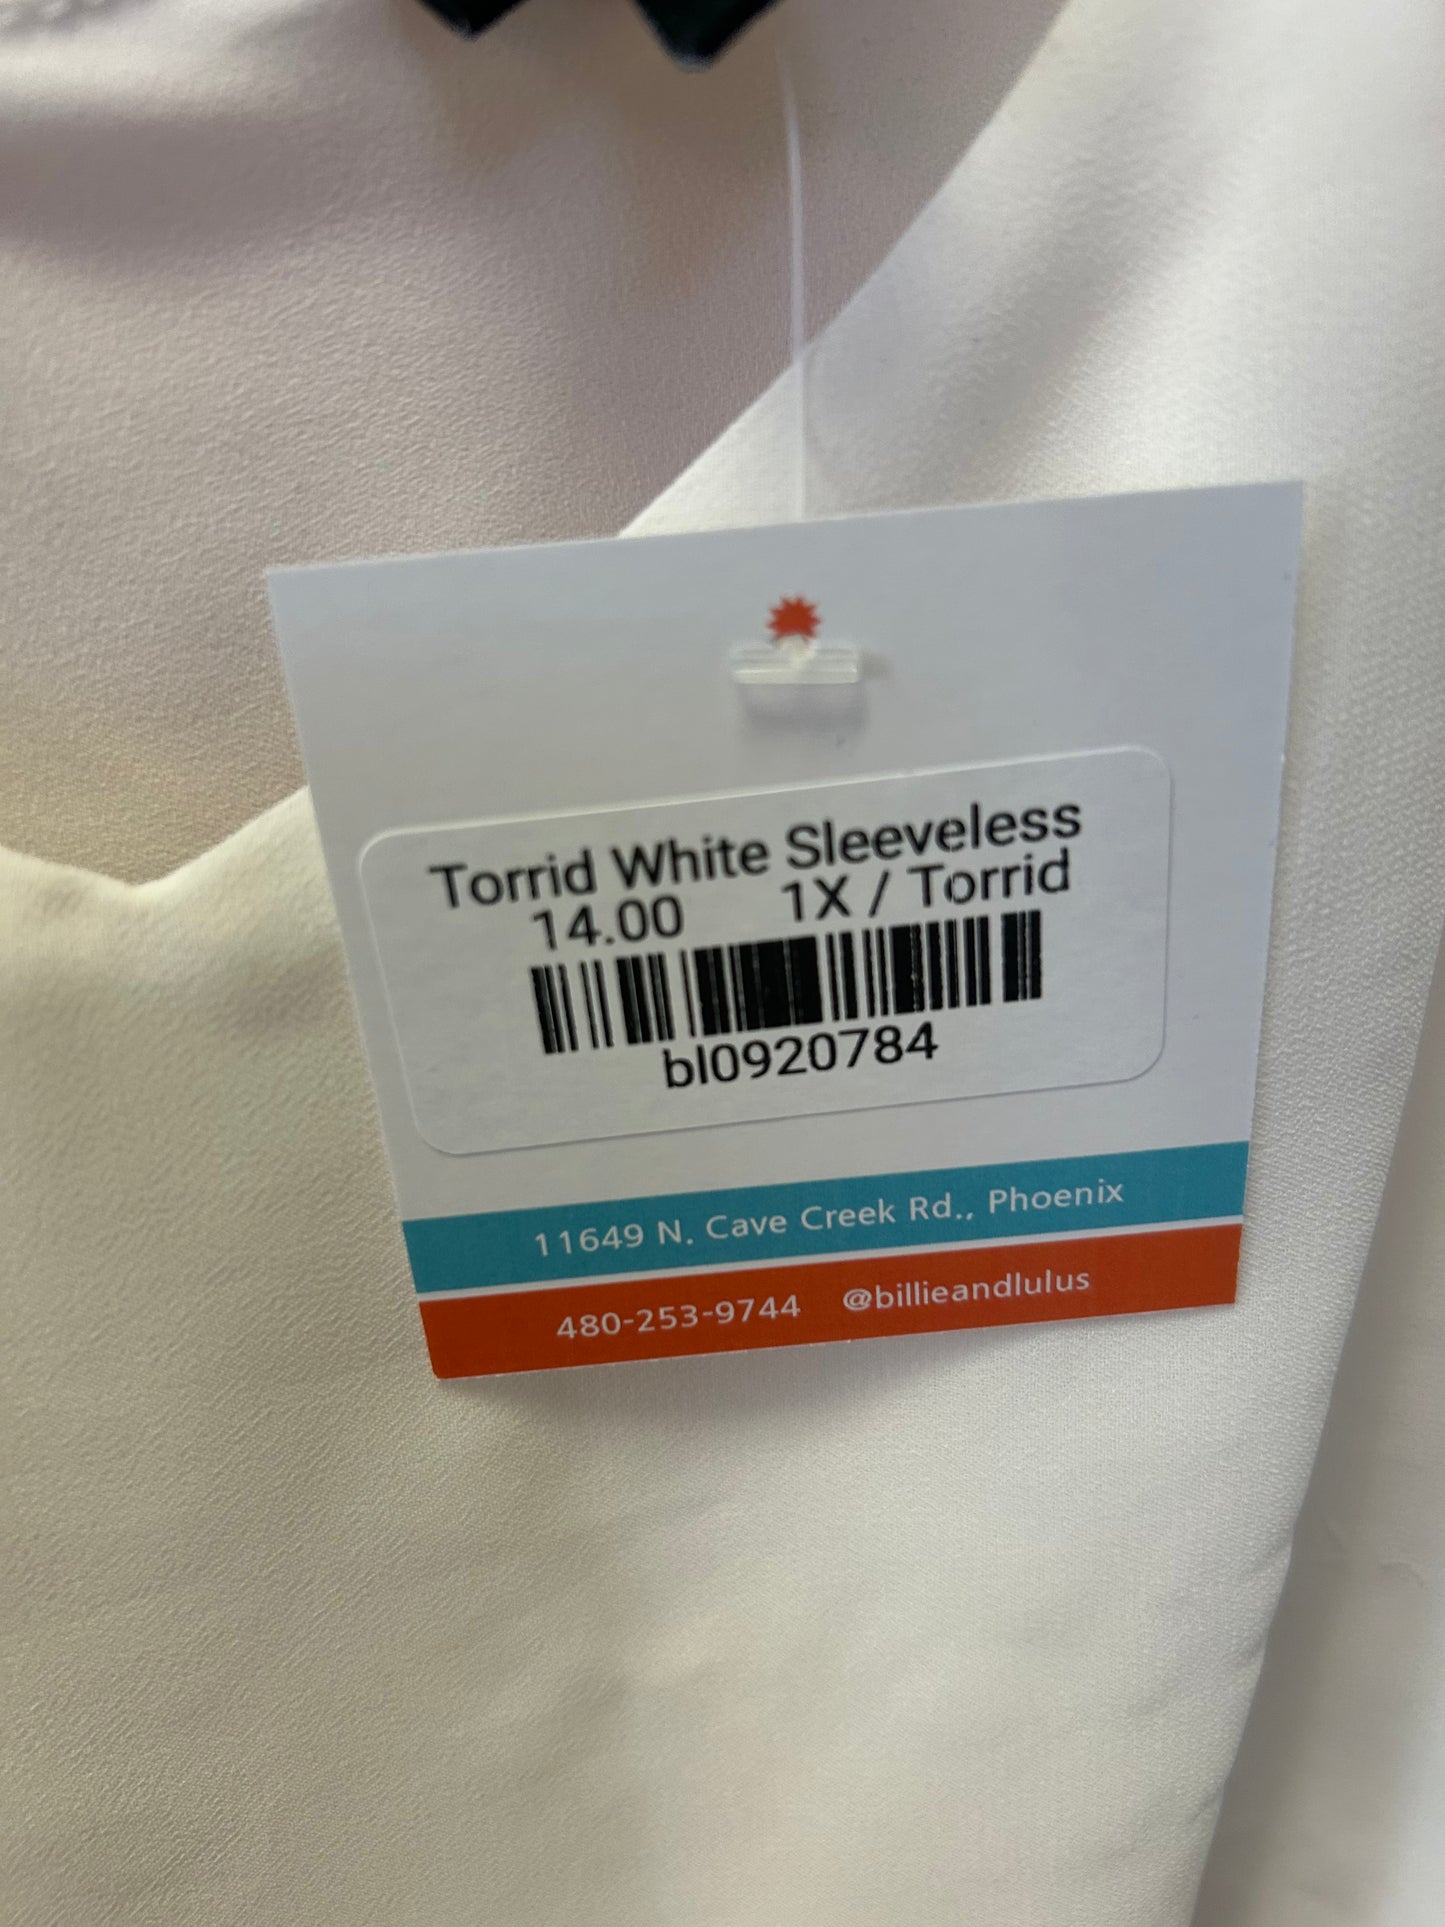 Torrid White Sleeveless
14.00 1X / Torrid
bl0920784
11649 N. Cave Creek Rd., Phoenix
480-253-9744 @billieandlulus